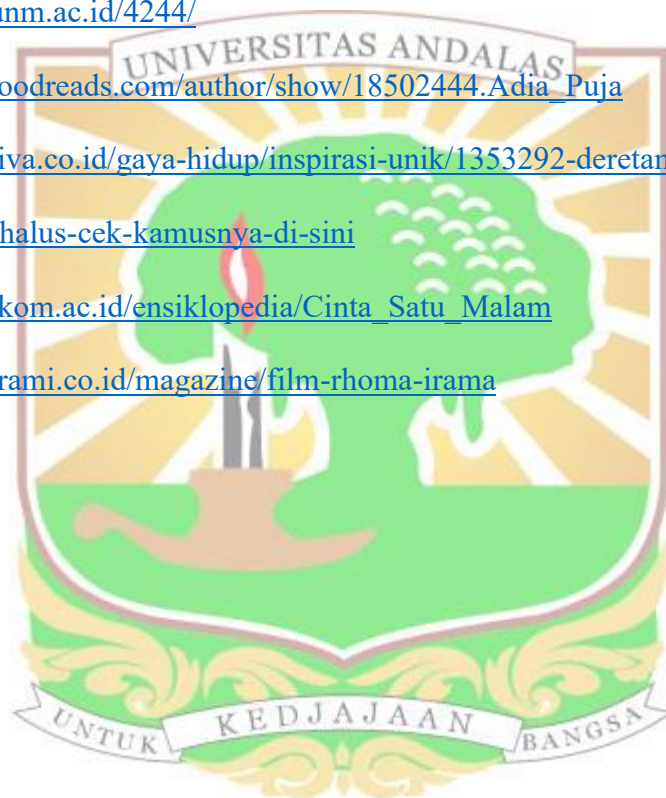 unm.ac.id/4244/
UNIVERSITAS ANDALAS
oodreads.com/author/show/18502444.Adia_Puja
iva.co.id/gaya-hidup/inspirasi-unik/1353292-deretan
halus-cek-kamusnya-di-sini
kom.ac.id/ensiklopedia/Cinta_Satu_Malam
rami.co.id/magazine/film-rhoma-irama
UNTUK KEDJAJAAN BANGSA